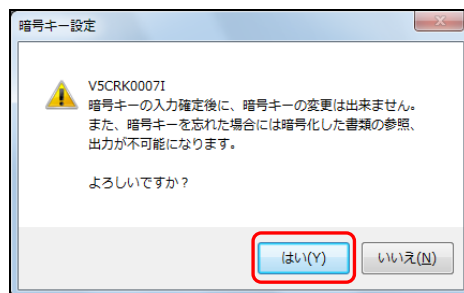 暗号キー設定
V5CRK0007I
暗号キーの入力確定後に、暗号キーの変更は出来ません。
また、暗号キーを忘れた場合には暗号化した書類の参照、
出力が不可能になります。
よろしいですか？
はい(Y)
いいえ(N)